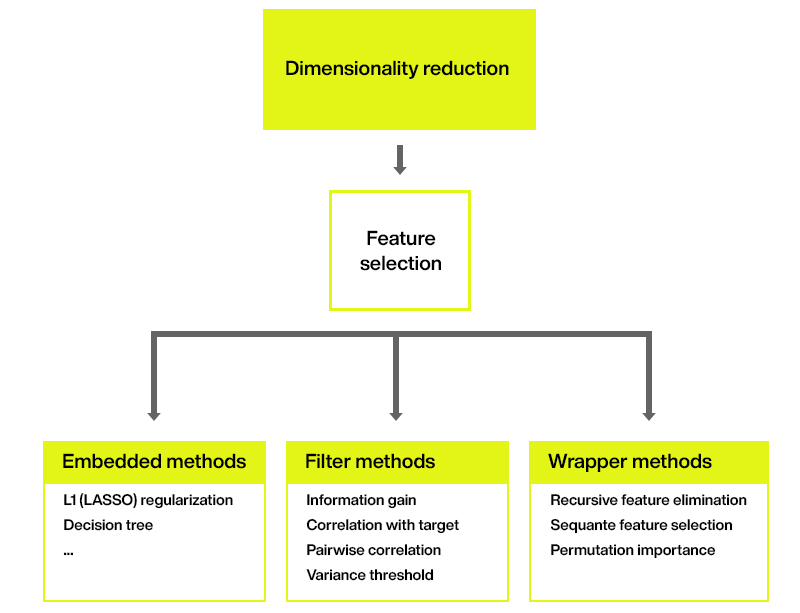 Dimensionality reduction
Feature
selection
Embedded methods
L1 (LASSO) regularization
Decision tree
...
Filter methods
Information gain
Correlation with target
Pairwise correlation
Variance threshold
Wrapper methods
Recursive feature elimination
Sequante feature selection
Permutation importance